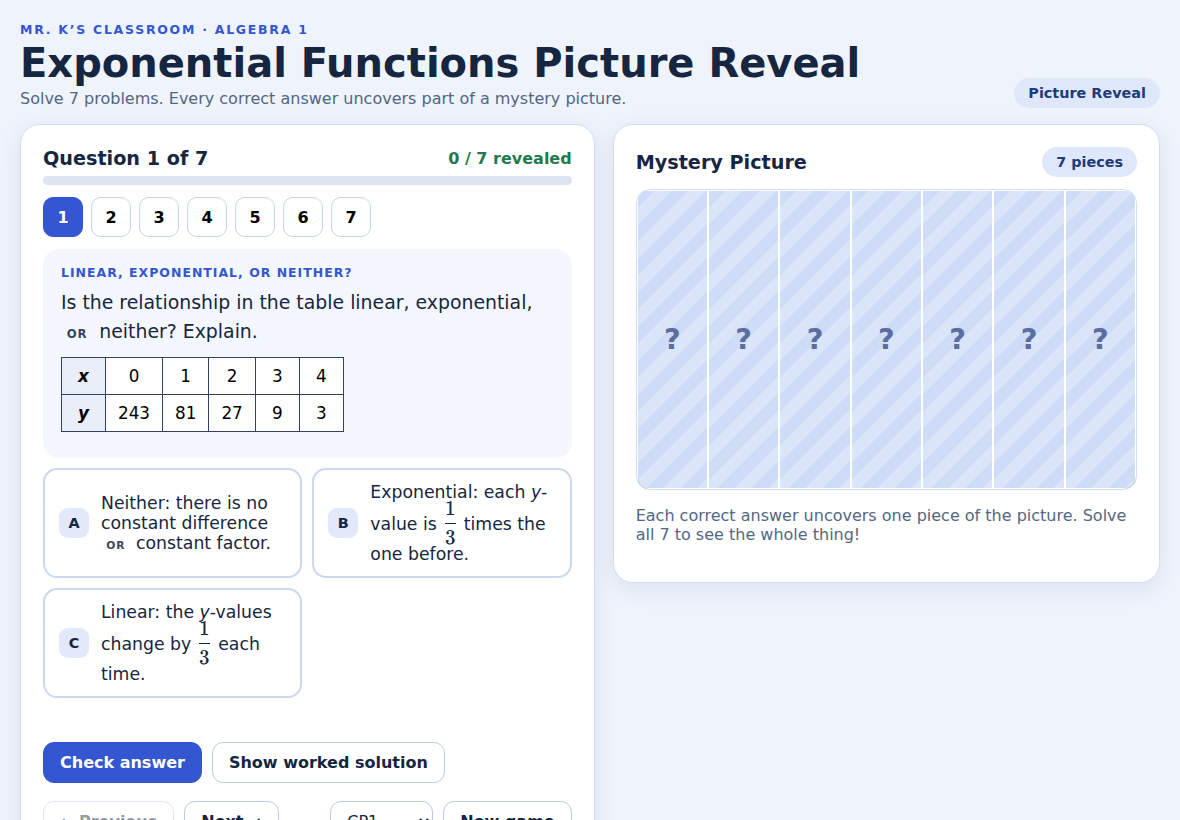 MR. K’S CLASSROOM · ALGEBRA 1
Exponential Functions Picture Reveal
Solve 7 problems. Every correct answer uncovers part of a mystery picture.
Picture Reveal
Question 1 of 7
0 / 7 revealed
1 2 3 4 5 6 7
LINEAR, EXPONENTIAL, OR NEITHER?
Is the relationship in the table linear, exponential,
OR neither? Explain.
x 0 1 2 3 4
y 243 81 27 9 3
A
Neither: there is no
constant difference
OR constant factor.
B
Exponential: each y-
value is 1/3 times the
one before.
C
Linear: the y-values
change by 1/3 each
time.
Check answer
Show worked solution
Previous
Next
CP1
New game
Mystery Picture
7 pieces
? ? ? ? ? ? ?
Each correct answer uncovers one piece of the picture. Solve
all 7 to see the whole thing!